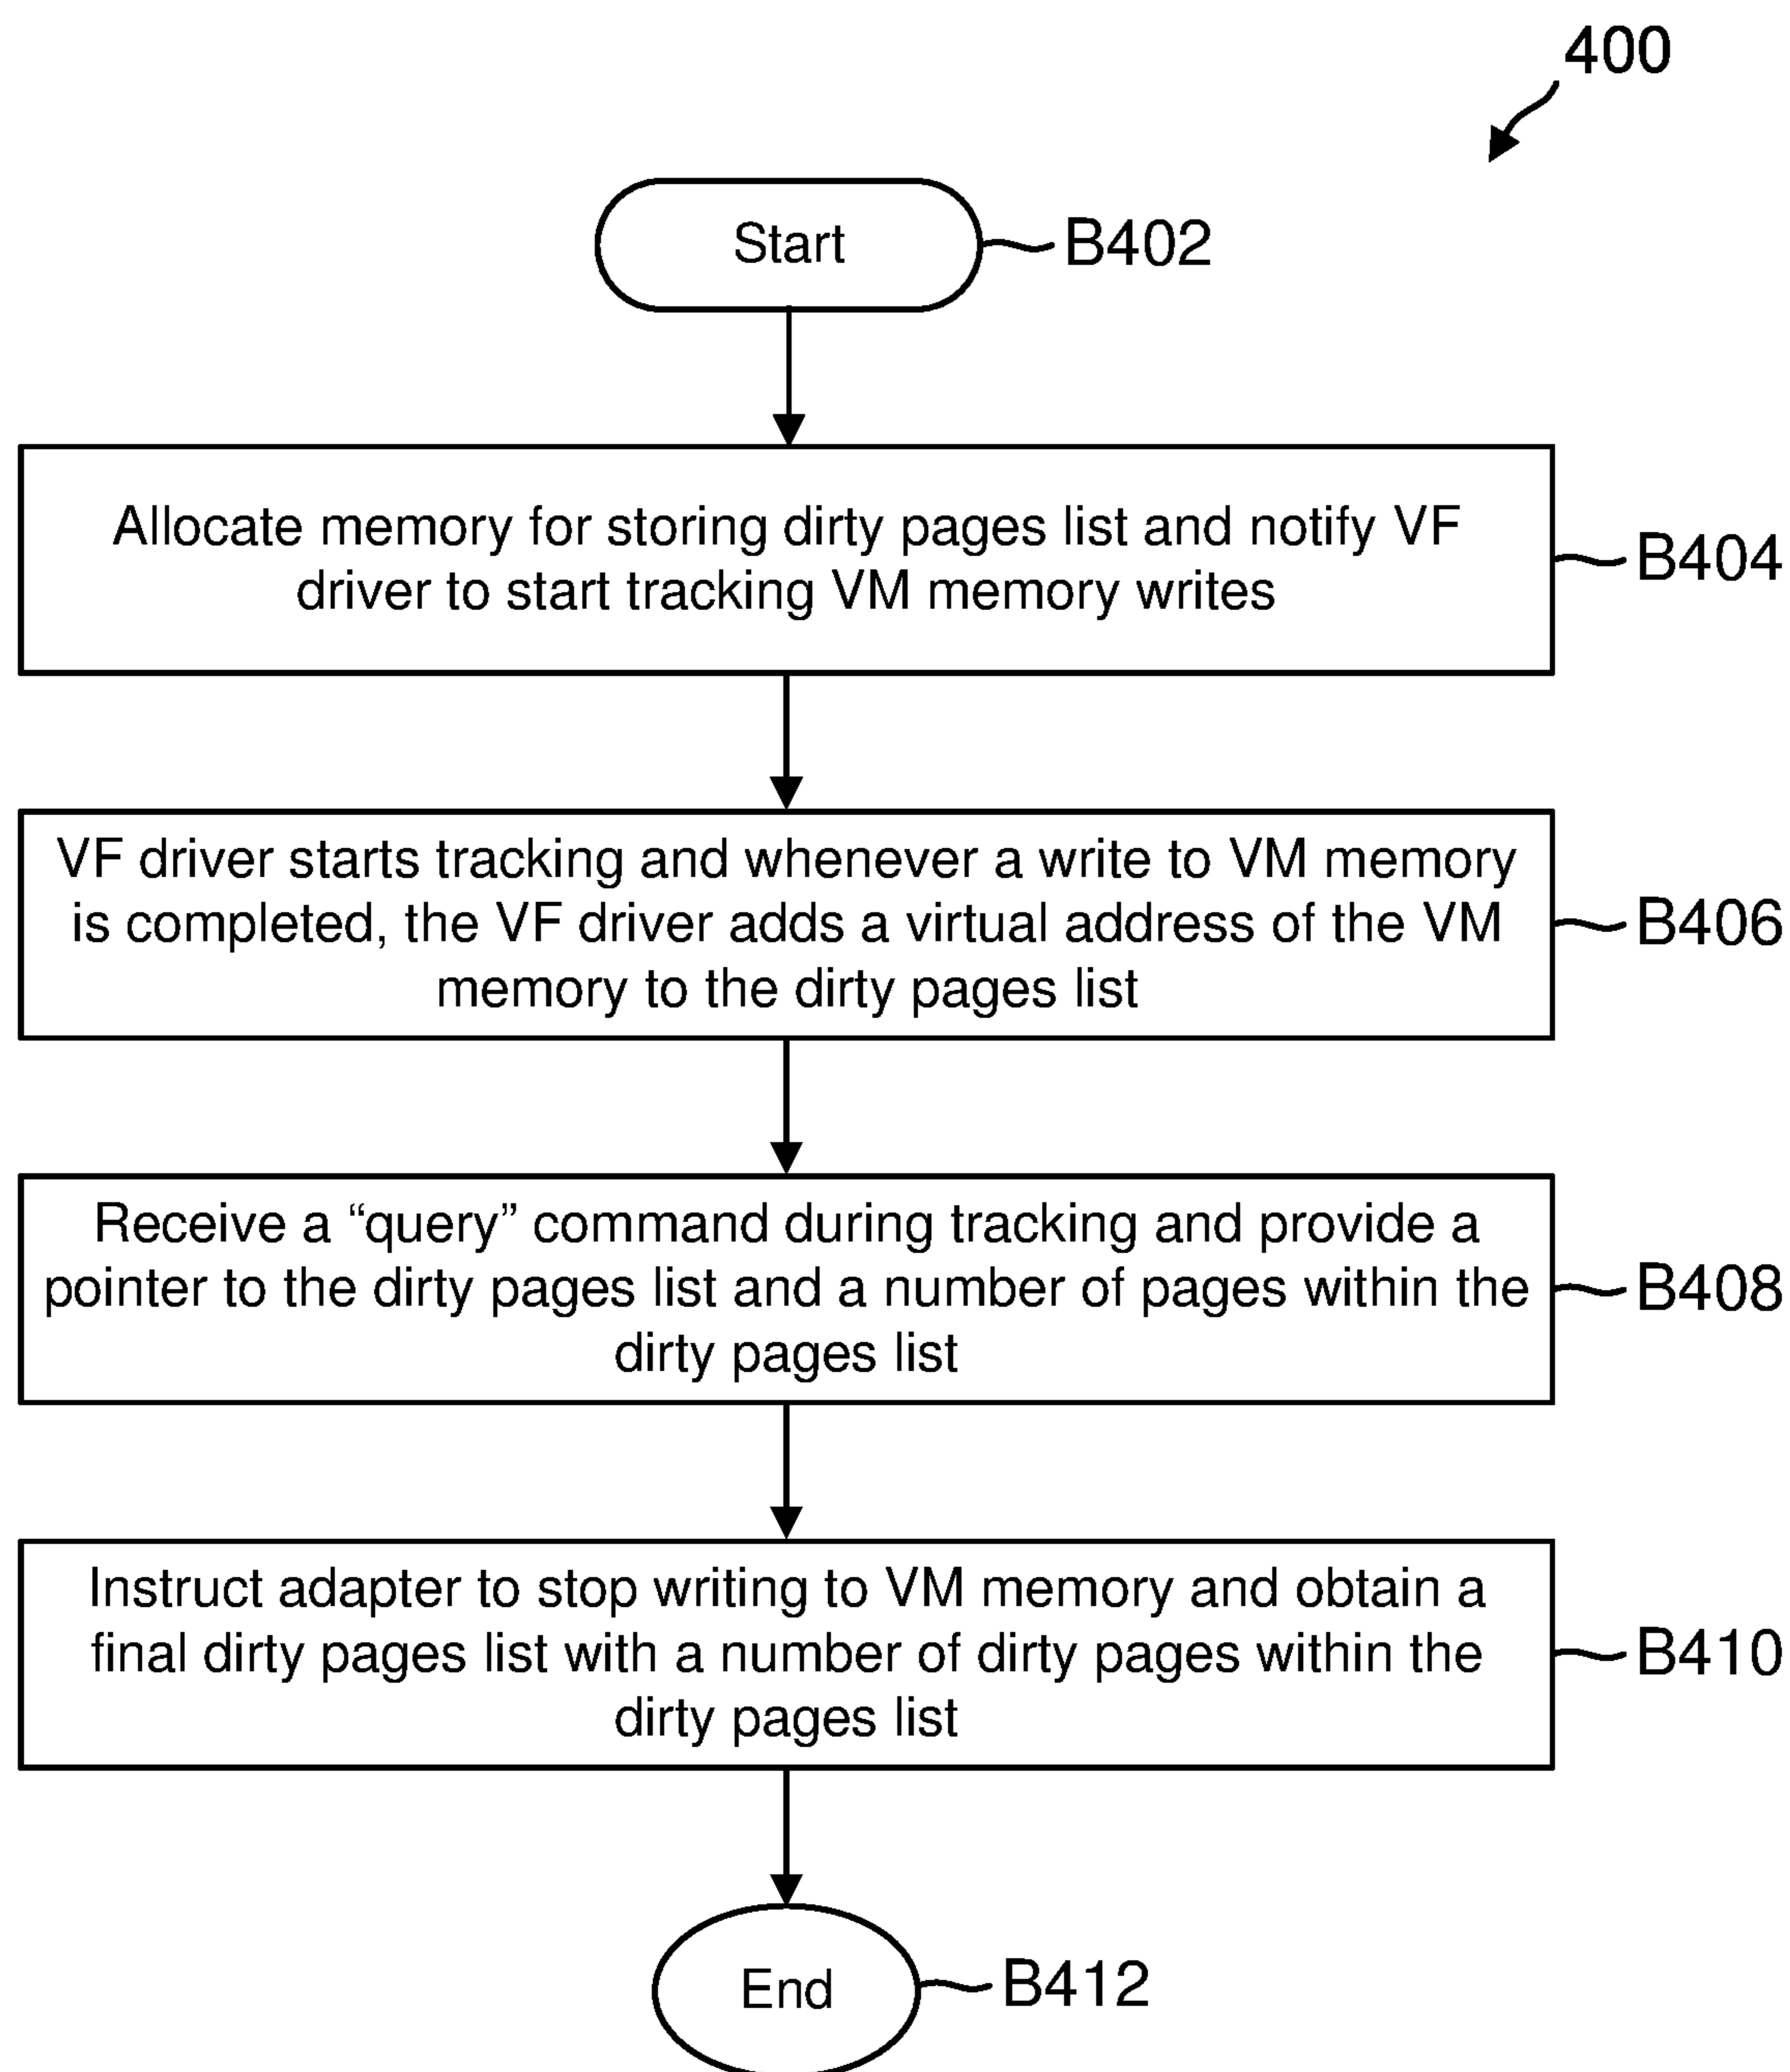 400
Start
B402
Allocate memory for storing dirty pages list and notify VF
driver to start tracking VM memory writes
B404
VF driver starts tracking and whenever a write to VM memory
is completed, the VF driver adds a virtual address of the VM
memory to the dirty pages list
B406
Receive a “query” command during tracking and provide a
pointer to the dirty pages list and a number of pages within the
dirty pages list
B408
Instruct adapter to stop writing to VM memory and obtain a
final dirty pages list with a number of dirty pages within the
dirty pages list
B410
End
B412